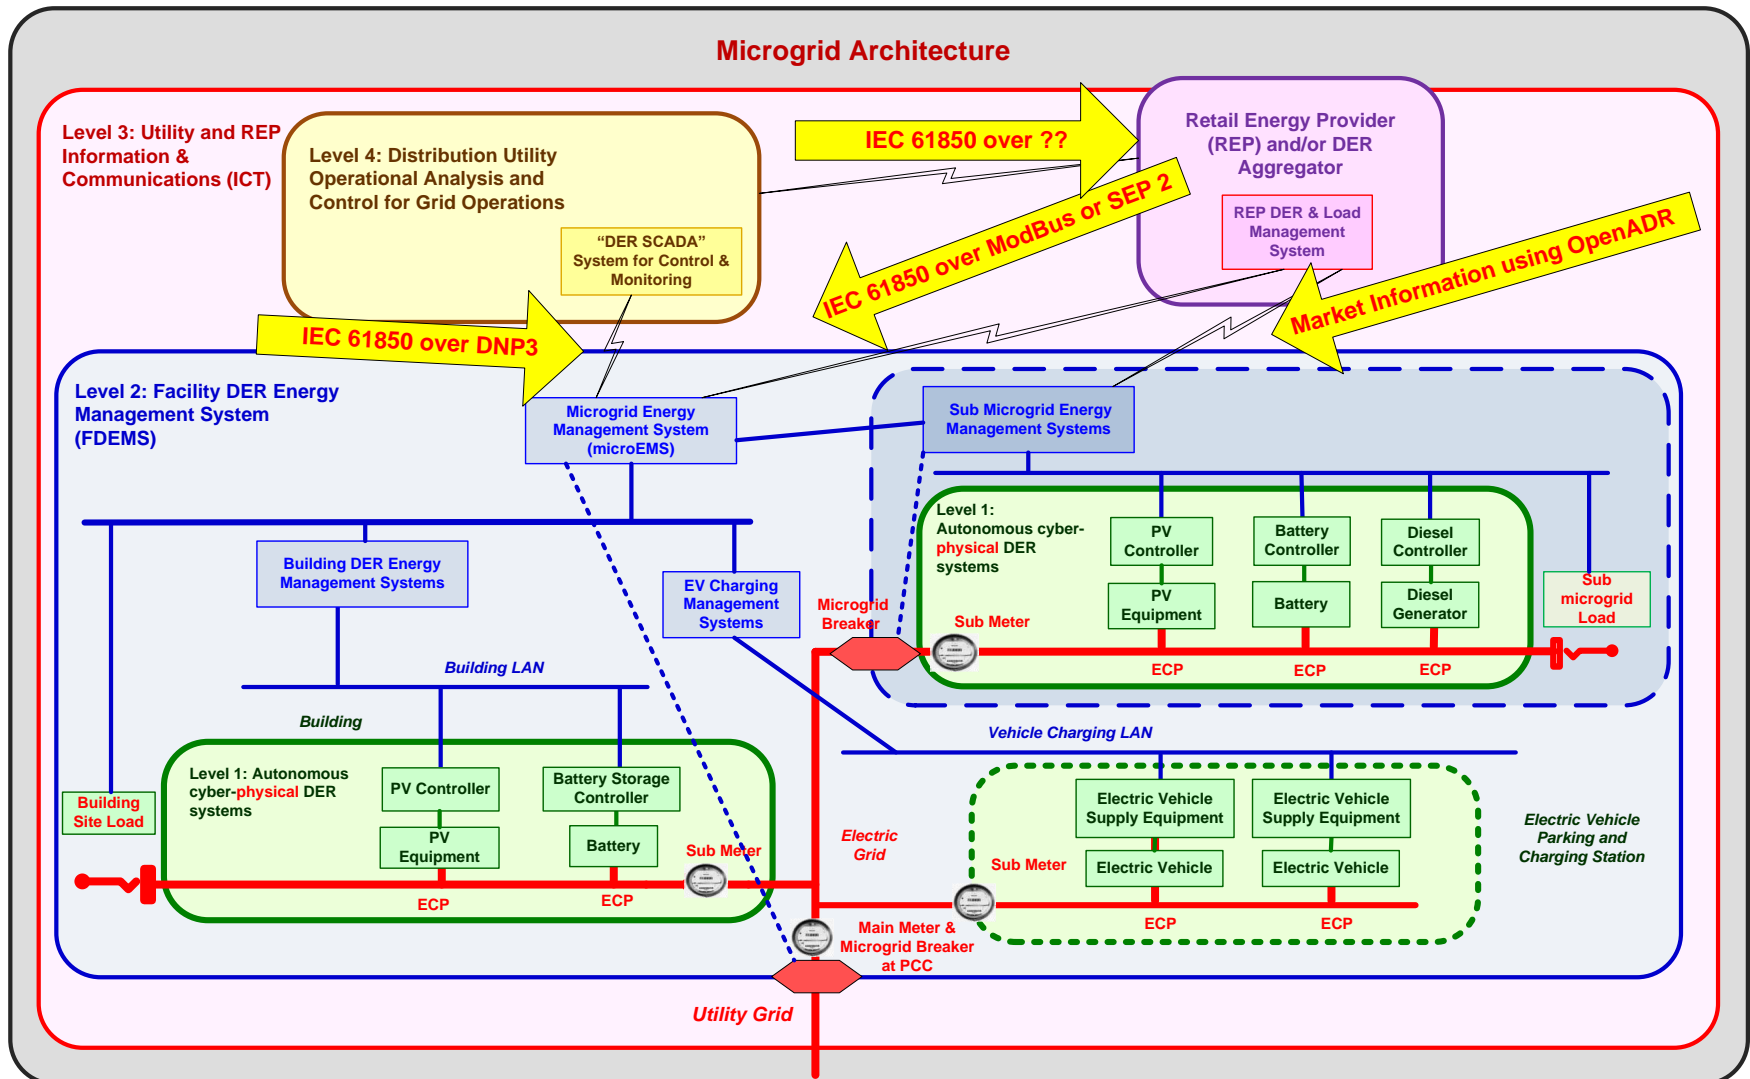 Microgrid Architecture
Level 3: Utility and REP
Information &
Communications (ICT)
Level 4: Distribution Utility
Operational Analysis and
Control for Grid Operations
“DER SCADA”
System for Control &
Monitoring
IEC 61850 over ??
Retail Energy Provider
(REP) and/or DER
Aggregator
REP DER & Load
Management
System
IEC 61850 over ModBus or SEP 2
Market Information using OpenADR
IEC 61850 over DNP3
Level 2: Facility DER Energy
Management System
(FDEMS)
Microgrid Energy
Management System
(microEMS)
Sub Microgrid Energy
Management Systems
Level 1:
Autonomous cyber-
physical DER
systems
PV
Controller
Battery
Controller
Diesel
Controller
PV
Equipment
Battery
Diesel
Generator
Sub
microgrid
Load
Building DER Energy
Management Systems
EV Charging
Management
Systems
Microgrid
Breaker
Sub Meter
ECP
ECP
ECP
Building LAN
Building
Vehicle Charging LAN
Level 1: Autonomous
cyber-physical DER
systems
PV Controller
Battery Storage
Controller
Building
Site Load
PV
Equipment
Battery
Sub Meter
ECP
ECP
Electric
Grid
Electric Vehicle
Supply Equipment
Electric Vehicle
Supply Equipment
Electric Vehicle
Electric Vehicle
Sub Meter
ECP
ECP
Electric Vehicle
Parking and
Charging Station
Main Meter &
Microgrid Breaker
at PCC
Utility Grid